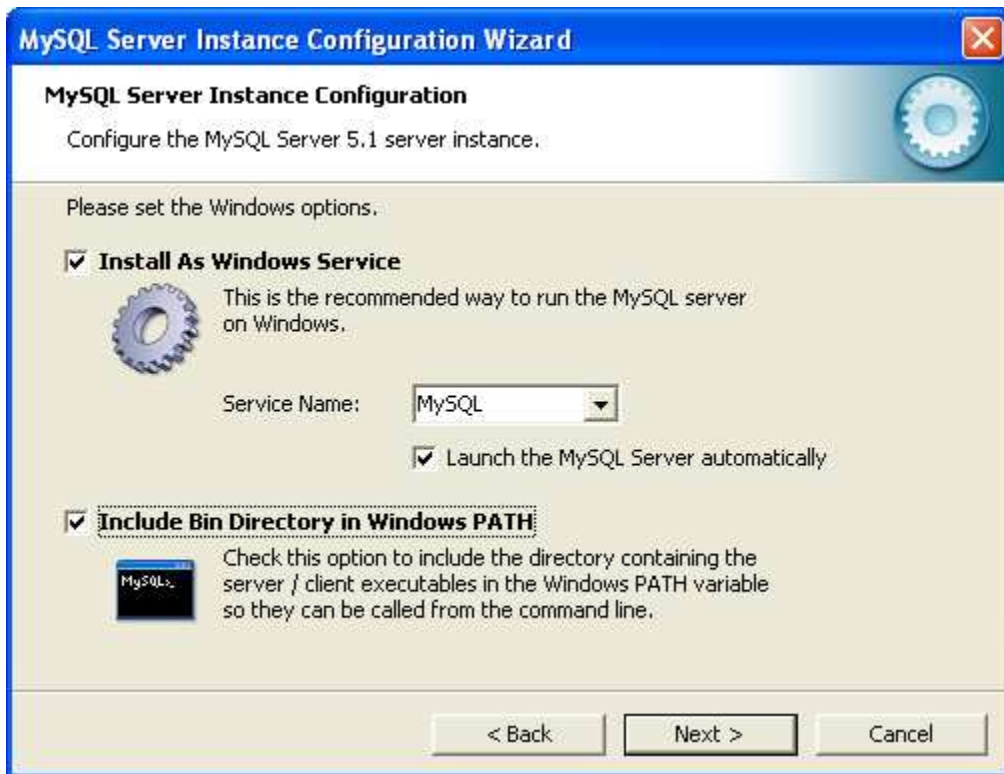 MySQL Server Instance Configuration Wizard
MySQL Server Instance Configuration
Configure the MySQL Server 5.1 server instance.
Please set the Windows options.
Install As Windows Service
This is the recommended way to run the MySQL server
on Windows.
Service Name: MySQL
Launch the MySQL Server automatically
Include Bin Directory in Windows PATH
MySQL>_
Check this option to include the directory containing the
server / client executables in the Windows PATH variable
so they can be called from the command line.
< Back Next > Cancel